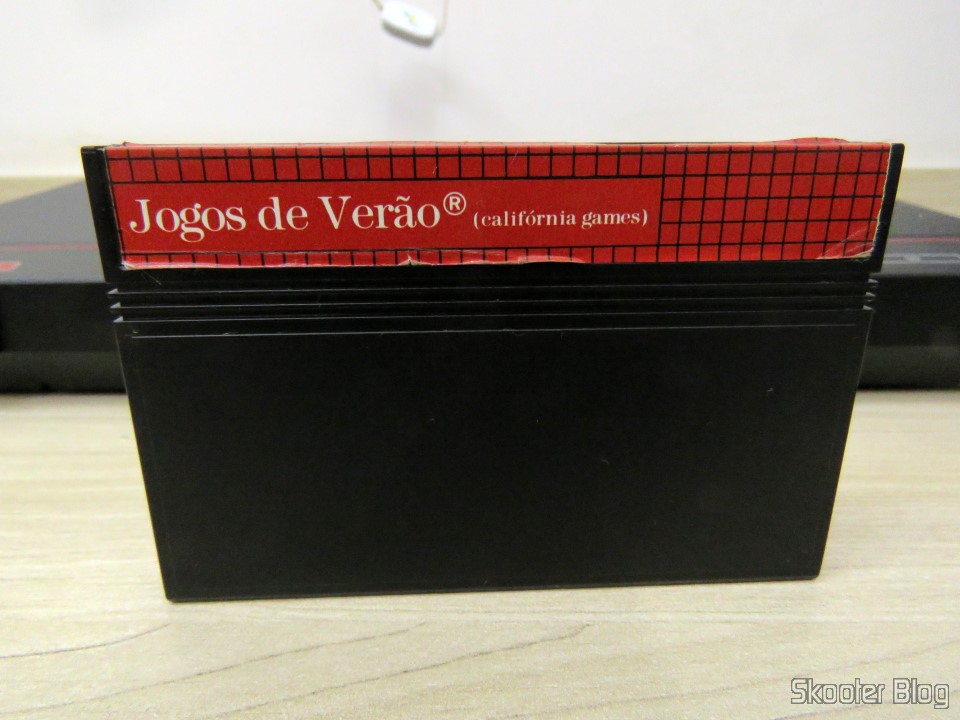 Jogos de Verão® (califórnia games)
Skooter Blog